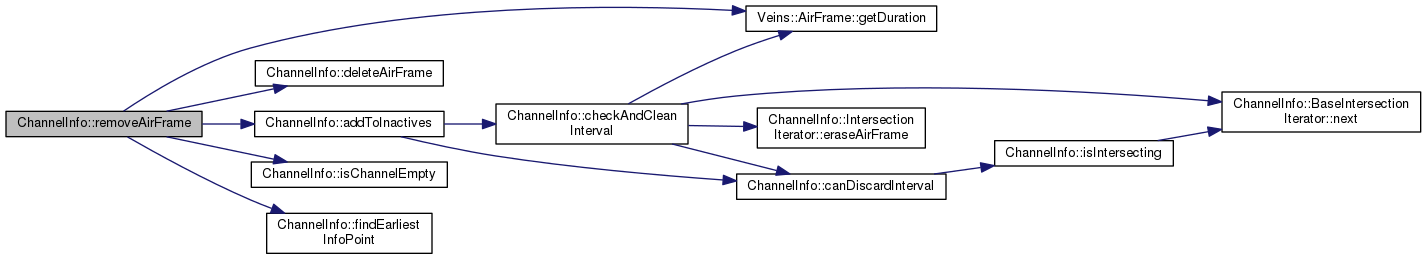 ChannelInfo::removeAirFrame
Veins::AirFrame::getDuration
ChannelInfo::deleteAirFrame
ChannelInfo::addToInactives
ChannelInfo::isChannelEmpty
ChannelInfo::findEarliest
InfoPoint
ChannelInfo::checkAndClean
Interval
ChannelInfo::Intersection
Iterator::eraseAirFrame
ChannelInfo::canDiscardInterval
ChannelInfo::isIntersecting
ChannelInfo::BaseIntersection
Iterator::next